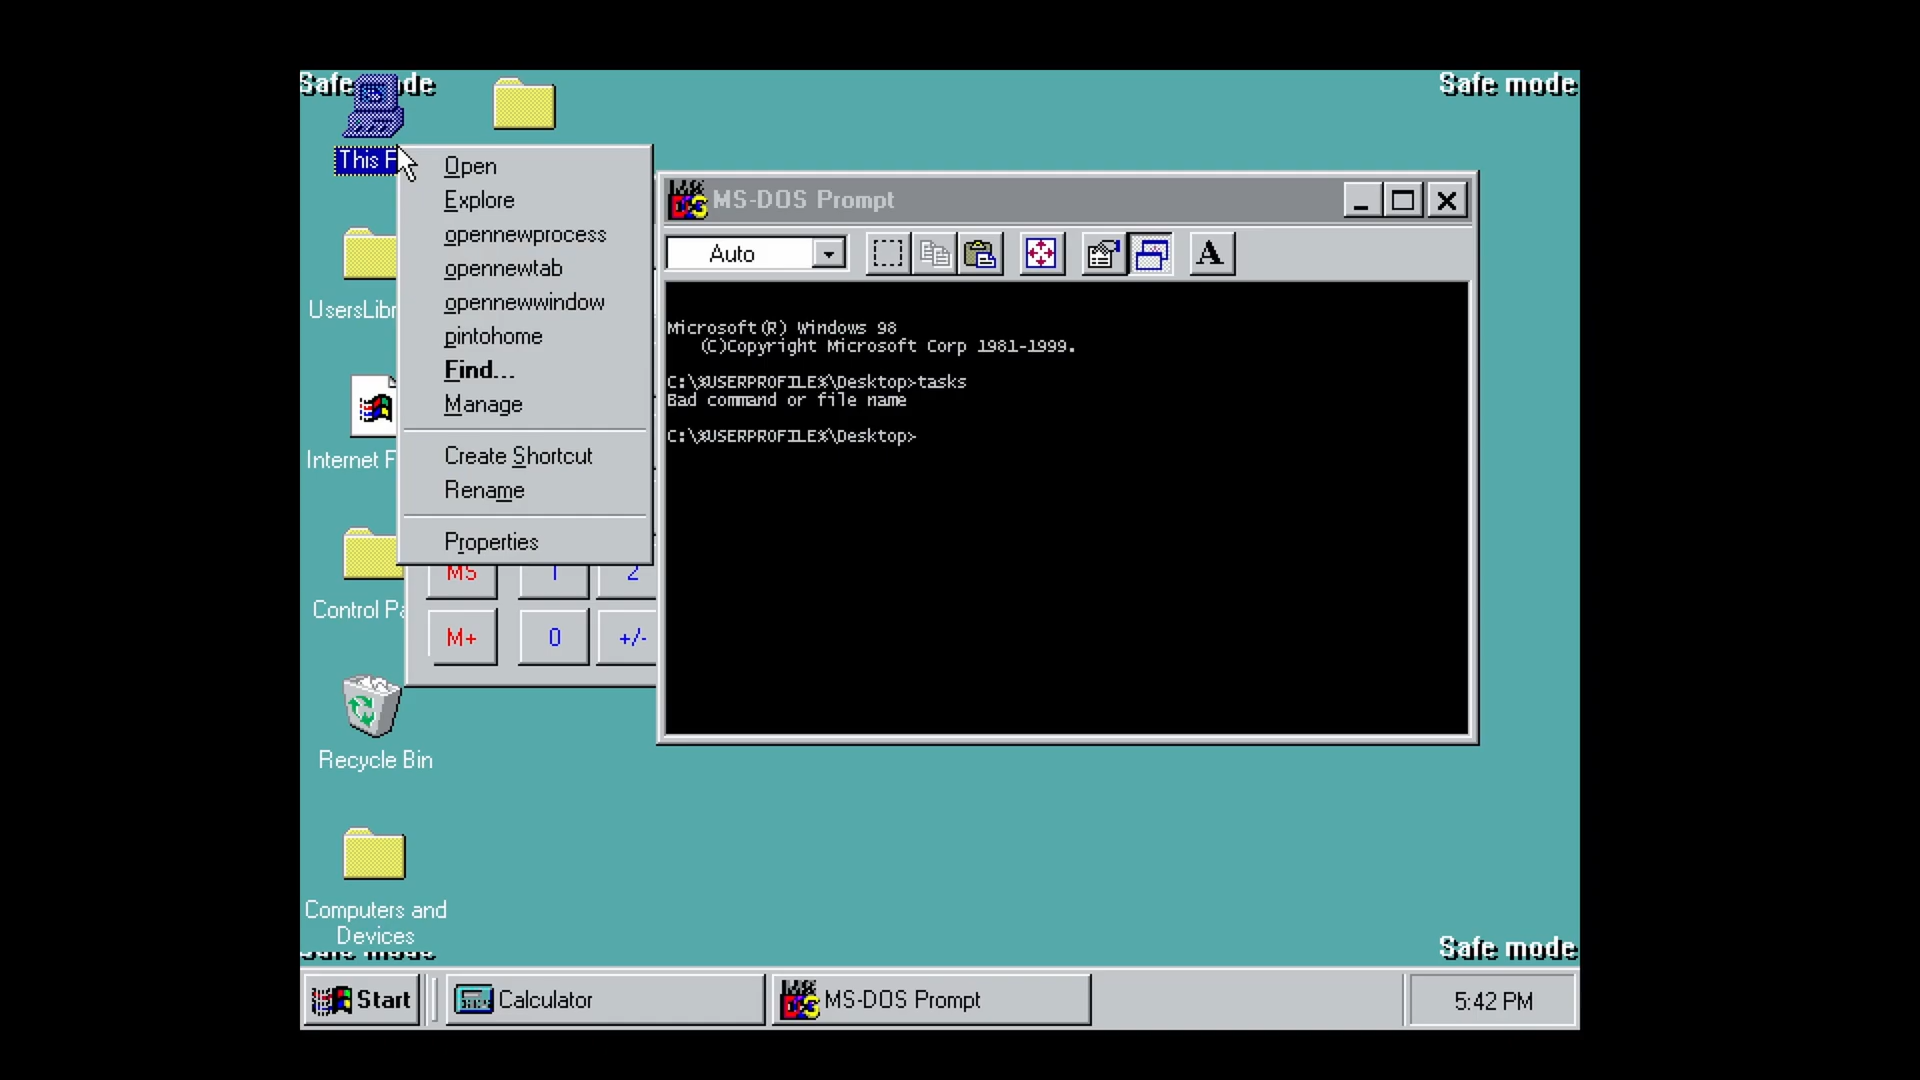 Safe mode
Safe mode
This P
UsersLibr
Internet F
Control Pa
Recycle Bin
Computers and
Devices
Open
Explore
opennewprocess
opennewtab
opennewwindow
pintohome
Find...
Manage
Create Shortcut
Rename
Properties
MS
1
2
M+
0
+/-
MS-DOS Prompt
Auto
A
Microsoft(R) Windows 98
(C)Copyright Microsoft Corp 1981-1999.
C:\%USERPROFILE%\Desktop>tasks
Bad command or file name
C:\%USERPROFILE%\Desktop>
Safe mode
Safe mode
Start
Calculator
MS-DOS Prompt
5:42 PM